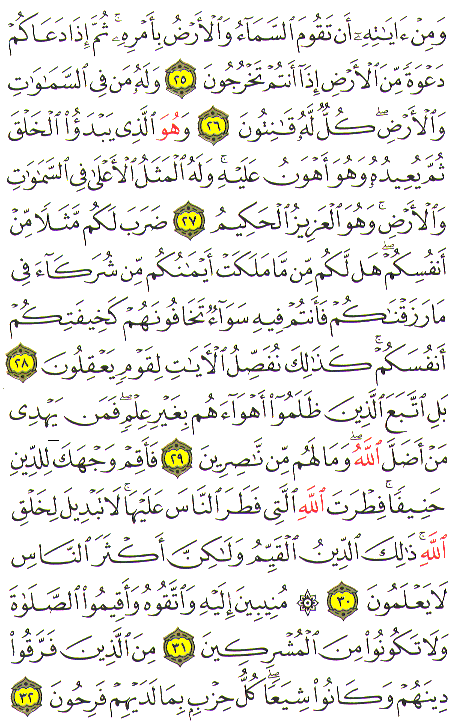 وَمِنْ ءَايَٰتِهِۦٓ أَن تَقُومَ ٱلسَّمَآءُ وَٱلْأَرْضُ بِأَمْرِهِۦ ۚ ثُمَّ إِذَا دَعَاكُمْ
دَعْوَةً مِّنَ ٱلْأَرْضِ إِذَآ أَنتُمْ تَخْرُجُونَ ٢٥ وَلَهُۥ مَن فِى ٱلسَّمَٰوَٰتِ
وَٱلْأَرْضِ ۖ كُلٌّ لَّهُۥ قَٰنِتُونَ ٢٦ وَهُوَ ٱلَّذِى يَبْدَؤُا۟ ٱلْخَلْقَ
ثُمَّ يُعِيدُهُۥ وَهُوَ أَهْوَنُ عَلَيْهِ ۚ وَلَهُ ٱلْمَثَلُ ٱلْأَعْلَىٰ فِى ٱلسَّمَٰوَٰتِ
وَٱلْأَرْضِ ۚ وَهُوَ ٱلْعَزِيزُ ٱلْحَكِيمُ ٢٧ ضَرَبَ لَكُم مَّثَلًا مِّنْ
أَنفُسِكُمْ ۖ هَل لَّكُم مِّن مَّا مَلَكَتْ أَيْمَٰنُكُم مِّن شُرَكَآءَ فِى
مَا رَزَقْنَٰكُمْ فَأَنتُمْ فِيهِ سَوَآءٌ تَخَافُونَهُمْ كَخِيفَتِكُمْ
أَنفُسَكُمْ ۚ كَذَٰلِكَ نُفَصِّلُ ٱلْءَايَٰتِ لِقَوْمٍ يَعْقِلُونَ ٢٨
بَلِ ٱتَّبَعَ ٱلَّذِينَ ظَلَمُوٓا۟ أَهْوَآءَهُم بِغَيْرِ عِلْمٍ ۖ فَمَن يَهْدِى
مَنْ أَضَلَّ ٱللَّهُ ۖ وَمَا لَهُم مِّن نَّٰصِرِينَ ٢٩ فَأَقِمْ وَجْهَكَ لِلدِّينِ
حَنِيفًا ۚ فِطْرَتَ ٱللَّهِ ٱلَّتِى فَطَرَ ٱلنَّاسَ عَلَيْهَا ۚ لَا تَبْدِيلَ لِخَلْقِ
ٱللَّهِ ۚ ذَٰلِكَ ٱلدِّينُ ٱلْقَيِّمُ وَلَٰكِنَّ أَكْثَرَ ٱلنَّاسِ
لَا يَعْلَمُونَ ٣٠ ۞ مُنِيبِينَ إِلَيْهِ وَٱتَّقُوهُ وَأَقِيمُوا۟ ٱلصَّلَوٰةَ
وَلَا تَكُونُوا۟ مِنَ ٱلْمُشْرِكِينَ ٣١ مِنَ ٱلَّذِينَ فَرَّقُوا۟
دِينَهُمْ وَكَانُوا۟ شِيَعًا ۖ كُلُّ حِزْبٍۭ بِمَا لَدَيْهِمْ فَرِحُونَ ٣٢